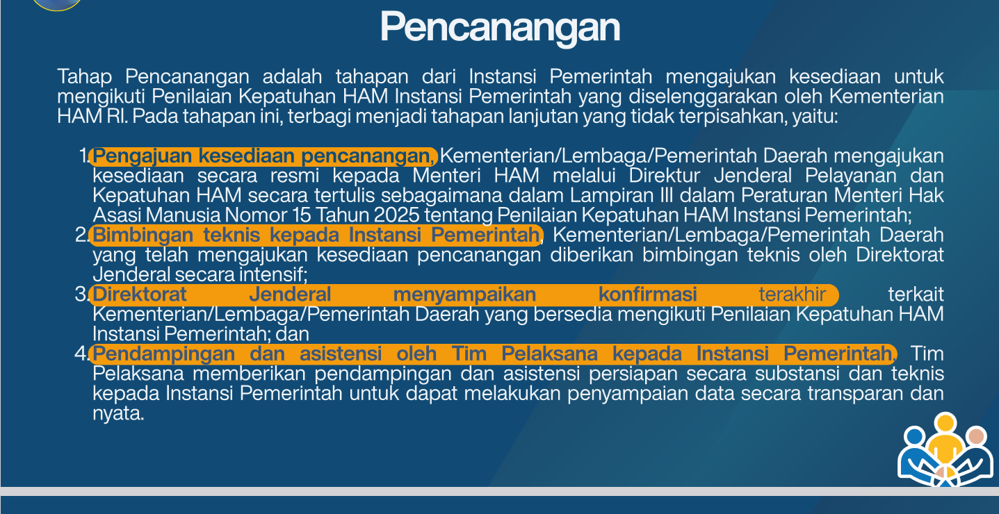 Pencanangan
Tahap Pencanangan adalah tahapan dari Instansi Pemerintah mengajukan kesediaan untuk
mengikuti Penilaian Kepatuhan HAM Instansi Pemerintah yang diselenggarakan oleh Kementerian
HAM RI. Pada tahapan ini, terbagi menjadi tahapan lanjutan yang tidak terpisahkan, yaitu:
1. Pengajuan kesediaan pencanangan, Kementerian/Lembaga/Pemerintah Daerah mengajukan
kesediaan secara resmi kepada Menteri HAM melalui Direktur Jenderal Pelayanan dan
Kepatuhan HAM secara tertulis sebagaimana dalam Lampiran III dalam Peraturan Menteri Hak
Asasi Manusia Nomor 15 Tahun 2025 tentang Penilaian Kepatuhan HAM Instansi Pemerintah;
2. Bimbingan teknis kepada Instansi Pemerintah, Kementerian/Lembaga/Pemerintah Daerah
yang telah mengajukan kesediaan pencanangan diberikan bimbingan teknis oleh Direktorat
Jenderal secara intensif;
3. Direktorat Jenderal menyampaikan konfirmasi terakhir terkait
Kementerian/Lembaga/Pemerintah Daerah yang bersedia mengikuti Penilaian Kepatuhan HAM
Instansi Pemerintah; dan
4. Pendampingan dan asistensi oleh Tim Pelaksana kepada Instansi Pemerintah. Tim
Pelaksana memberikan pendampingan dan asistensi persiapan secara substansi dan teknis
kepada Instansi Pemerintah untuk dapat melakukan penyampaian data secara transparan dan
nyata.